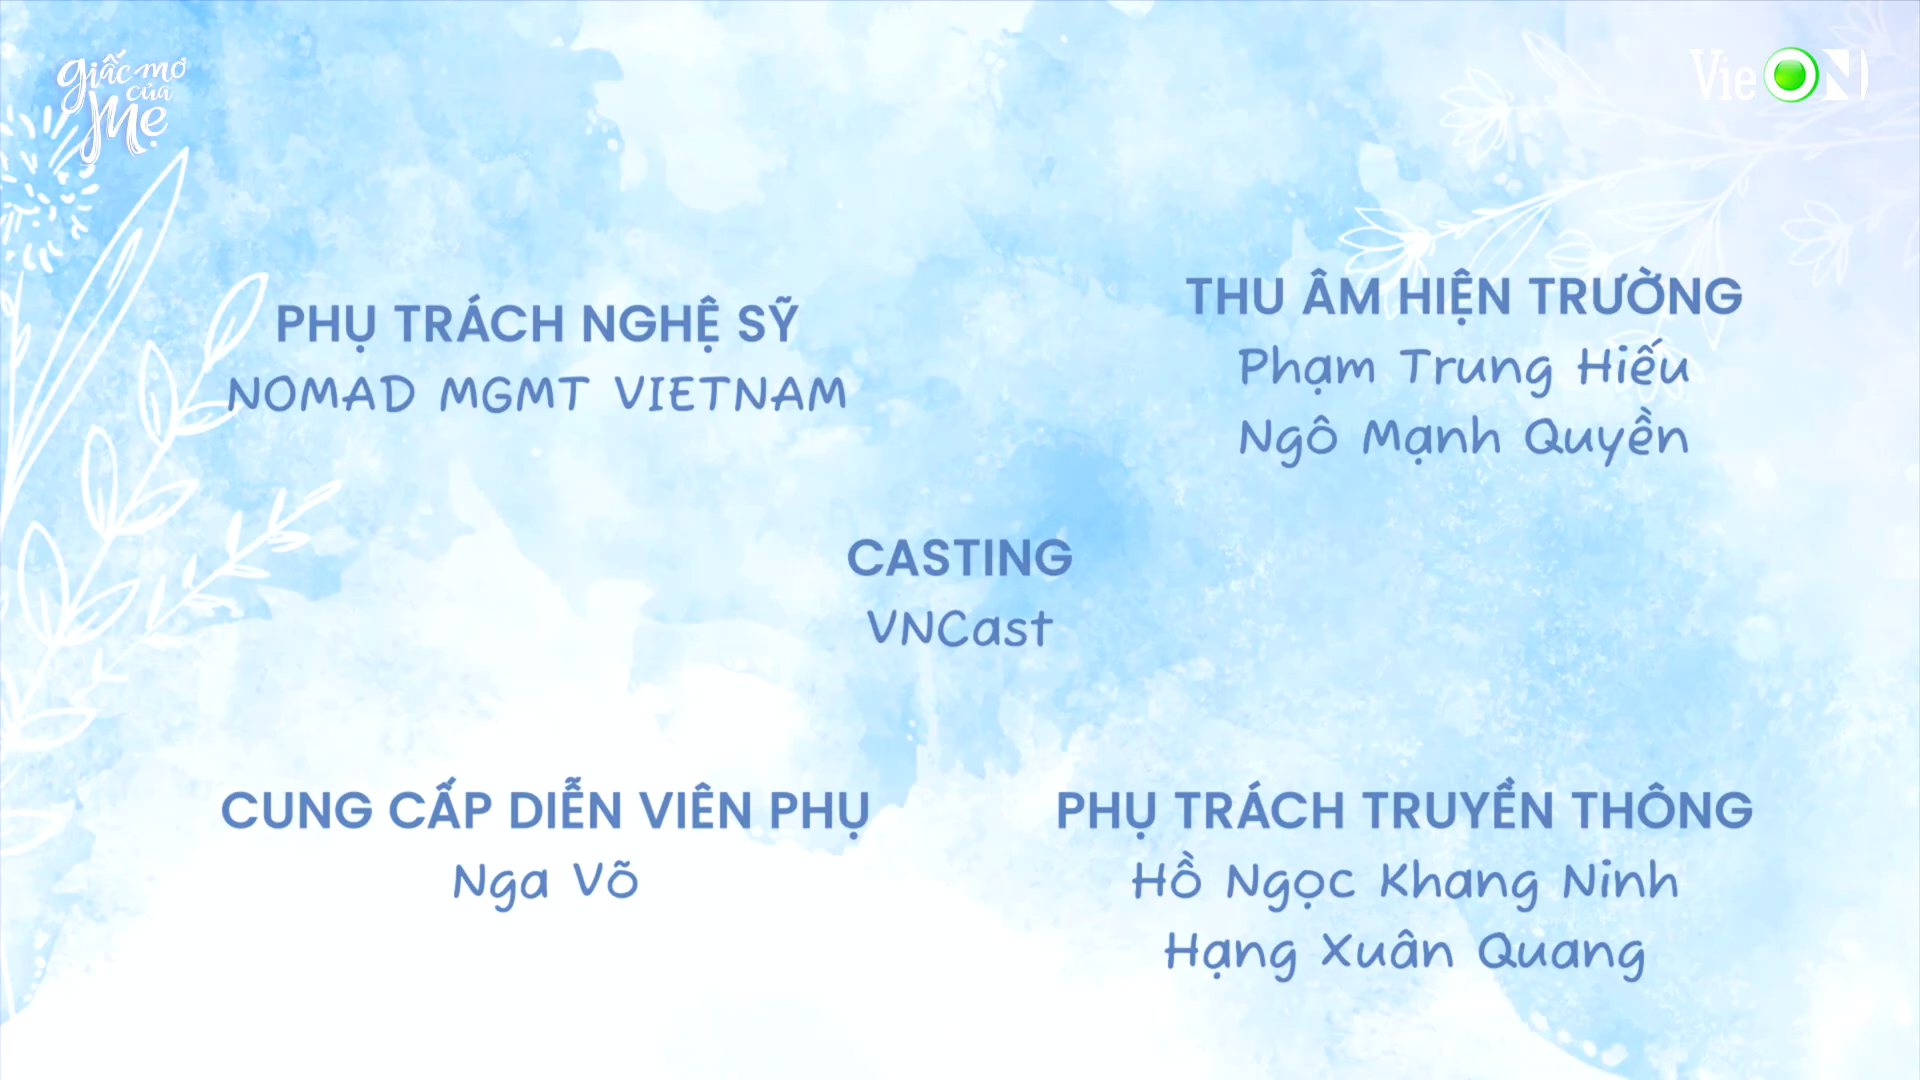 giấc mơ
của
Mẹ
VieON
PHỤ TRÁCH NGHỆ SỸ
NOMAD MGMT VIETNAM
THU ÂM HIỆN TRƯỜNG
Phạm Trung Hiếu
Ngô Mạnh Quyền
CASTING
VNCast
CUNG CẤP DIỄN VIÊN PHỤ
Nga Võ
PHỤ TRÁCH TRUYỀN THÔNG
Hồ Ngọc Khang Ninh
Hạng Xuân Quang